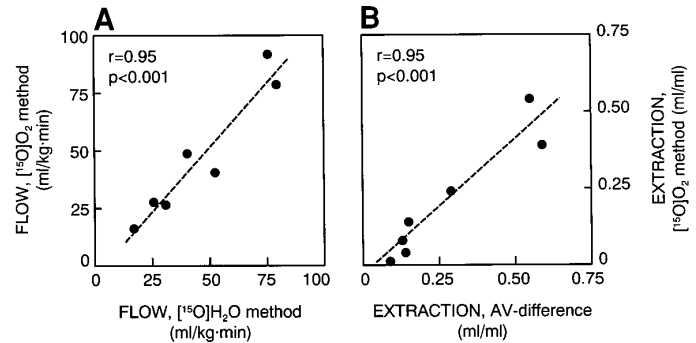 A
r=0.95
p<0.001
100
75
50
25
0
0
25
50
75
100
FLOW, [¹⁵O]O₂ method
(ml/kg·min)
FLOW, [¹⁵O]H₂O method
(ml/kg·min)
B
r=0.95
p<0.001
0.75
0.50
0.25
0
0
0.25
0.50
0.75
EXTRACTION,
[¹⁵O]O₂ method (ml/ml)
EXTRACTION, AV-difference
(ml/ml)